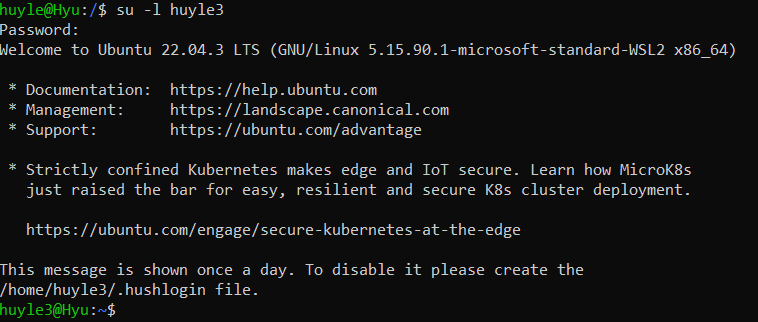 huyle@Hyu:/$ su -l huyle3
Password:
Welcome to Ubuntu 22.04.3 LTS (GNU/Linux 5.15.90.1-microsoft-standard-WSL2 x86_64)

 * Documentation:  https://help.ubuntu.com
 * Management:     https://landscape.canonical.com
 * Support:        https://ubuntu.com/advantage

 * Strictly confined Kubernetes makes edge and IoT secure. Learn how MicroK8s
   just raised the bar for easy, resilient and secure K8s cluster deployment.

   https://ubuntu.com/engage/secure-kubernetes-at-the-edge

This message is shown once a day. To disable it please create the
/home/huyle3/.hushlogin file.
huyle3@Hyu:~$